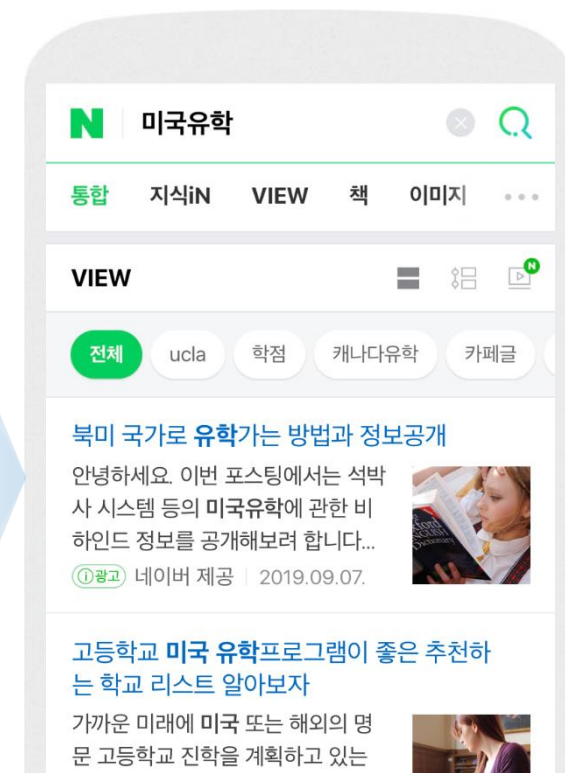 N 미국유학
통합 지식iN VIEW 책 이미지
VIEW
N
전체 ucla 학점 캐나다유학 카페글
북미 국가로 유학가는 방법과 정보공개
안녕하세요. 이번 포스팅에서는 석박
사 시스템 등의 미국유학에 관한 비
하인드 정보를 공개해보려 합니다...
광고 네이버 제공 2019.09.07.
Oxford
ENGLISH
Dictionary
고등학교 미국 유학프로그램이 좋은 추천하
는 학교 리스트 알아보자
가까운 미래에 미국 또는 해외의 명
문 고등학교 진학을 계획하고 있는